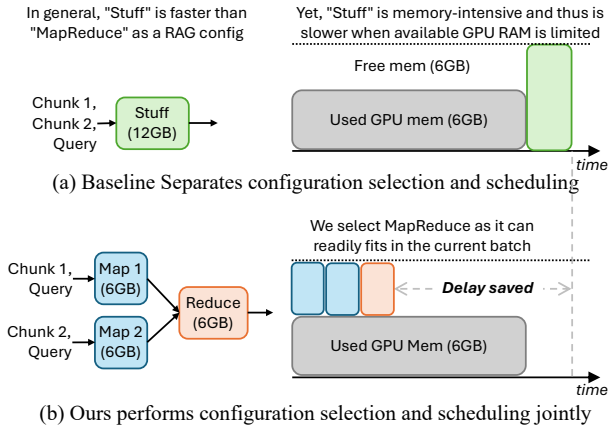 In general, "Stuff" is faster than
"MapReduce" as a RAG config
Yet, "Stuff" is memory-intensive and thus is
slower when available GPU RAM is limited
Chunk 1,
Chunk 2,
Query
Stuff
(12GB)
Free mem (6GB)
Used GPU mem (6GB)
time
(a) Baseline Separates configuration selection and scheduling
We select MapReduce as it can
readily fits in the current batch
Chunk 1,
Query
Map 1
(6GB)
Chunk 2,
Query
Map 2
(6GB)
Reduce
(6GB)
Delay saved
Used GPU Mem (6GB)
time
(b) Ours performs configuration selection and scheduling jointly